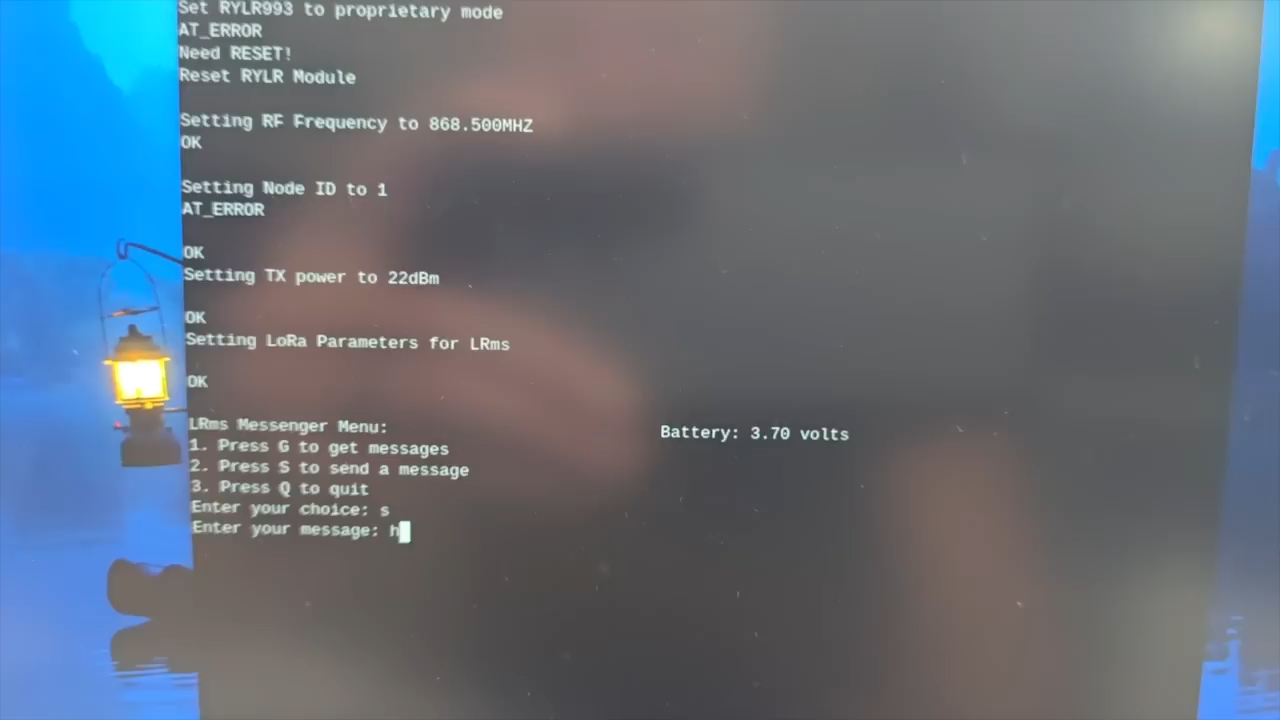 Set RYLR993 to proprietary mode
AT_ERROR
Need RESET!
Reset RYLR Module
Setting RF Frequency to 868.500MHZ
OK
Setting Node ID to 1
AT_ERROR
OK
Setting TX power to 22dBm
OK
Setting LoRa Parameters for LRms
OK
LRms Messenger Menu:
Battery: 3.70 volts
1. Press G to get messages
2. Press S to send a message
3. Press Q to quit
Enter your choice: s
Enter your message: h